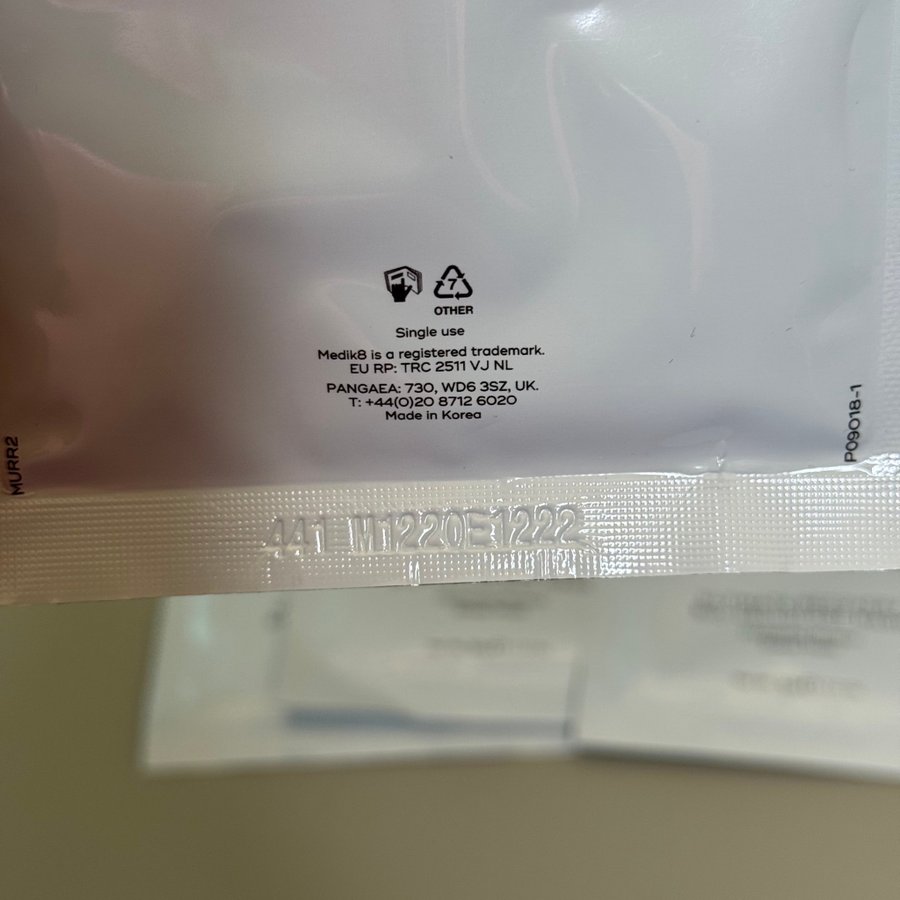 7
OTHER
Single use
Medik8 is a registered trademark.
EU RP: TRC 2511 VJ NL
PANGAEA: 730, WD6 3SZ, UK.
T: +44(0)20 8712 6020
Made in Korea
MURR2
P09018-1
441 M1220E1222